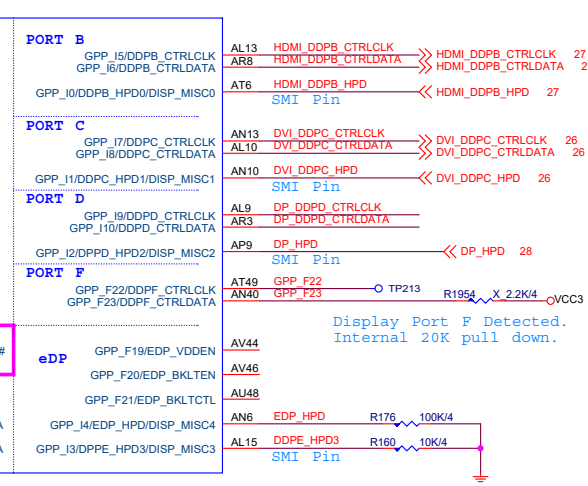 PORT B
GPP_I5/DDPB_CTRLCLK AL13 HDMI_DDPB_CTRLCLK HDMI_DDPB_CTRLCLK 27
GPP_I6/DDPB_CTRLDATA AR8 HDMI_DDPB_CTRLDATA HDMI_DDPB_CTRLDATA 2
GPP_I0/DDPB_HPD0/DISP_MISC0 AT6 HDMI_DDPB_HPD HDMI_DDPB_HPD 27
SMI Pin
PORT C
GPP_I7/DDPC_CTRLCLK AN13 DVI_DDPC_CTRLCLK DVI_DDPC_CTRLCLK 26
GPP_I8/DDPC_CTRLDATA AL10 DVI_DDPC_CTRLDATA DVI_DDPC_CTRLDATA 26
GPP_I1/DDPC_HPD1/DISP_MISC1 AN10 DVI_DDPC_HPD DVI_DDPC_HPD 26
SMI Pin
PORT D
GPP_I9/DDPD_CTRLCLK AL9 DP_DDPD_CTRLCLK
GPP_I10/DDPD_CTRLDATA AR3 DP_DDPD_CTRLDATA
GPP_I2/DPPD_HPD2/DISP_MISC2 AP9 DP_HPD DP_HPD 28
SMI Pin
PORT F
GPP_F22/DDPF_CTRLCLK AT49 GPP_F22 TP213
GPP_F23/DDPF_CTRLDATA AN40 GPP_F23 R1954 X_2.2K/4 VCC3
Display Port F Detected.
Internal 20K pull down.
#
eDP
GPP_F19/EDP_VDDEN AV44
GPP_F20/EDP_BKLTEN AV46
GPP_F21/EDP_BKLTCTL AU48
A GPP_I4/EDP_HPD/DISP_MISC4 AN6 EDP_HPD R176 100K/4
A GPP_I3/DPPE_HPD3/DISP_MISC3 AL15 DDPE_HPD3 R160 10K/4
SMI Pin